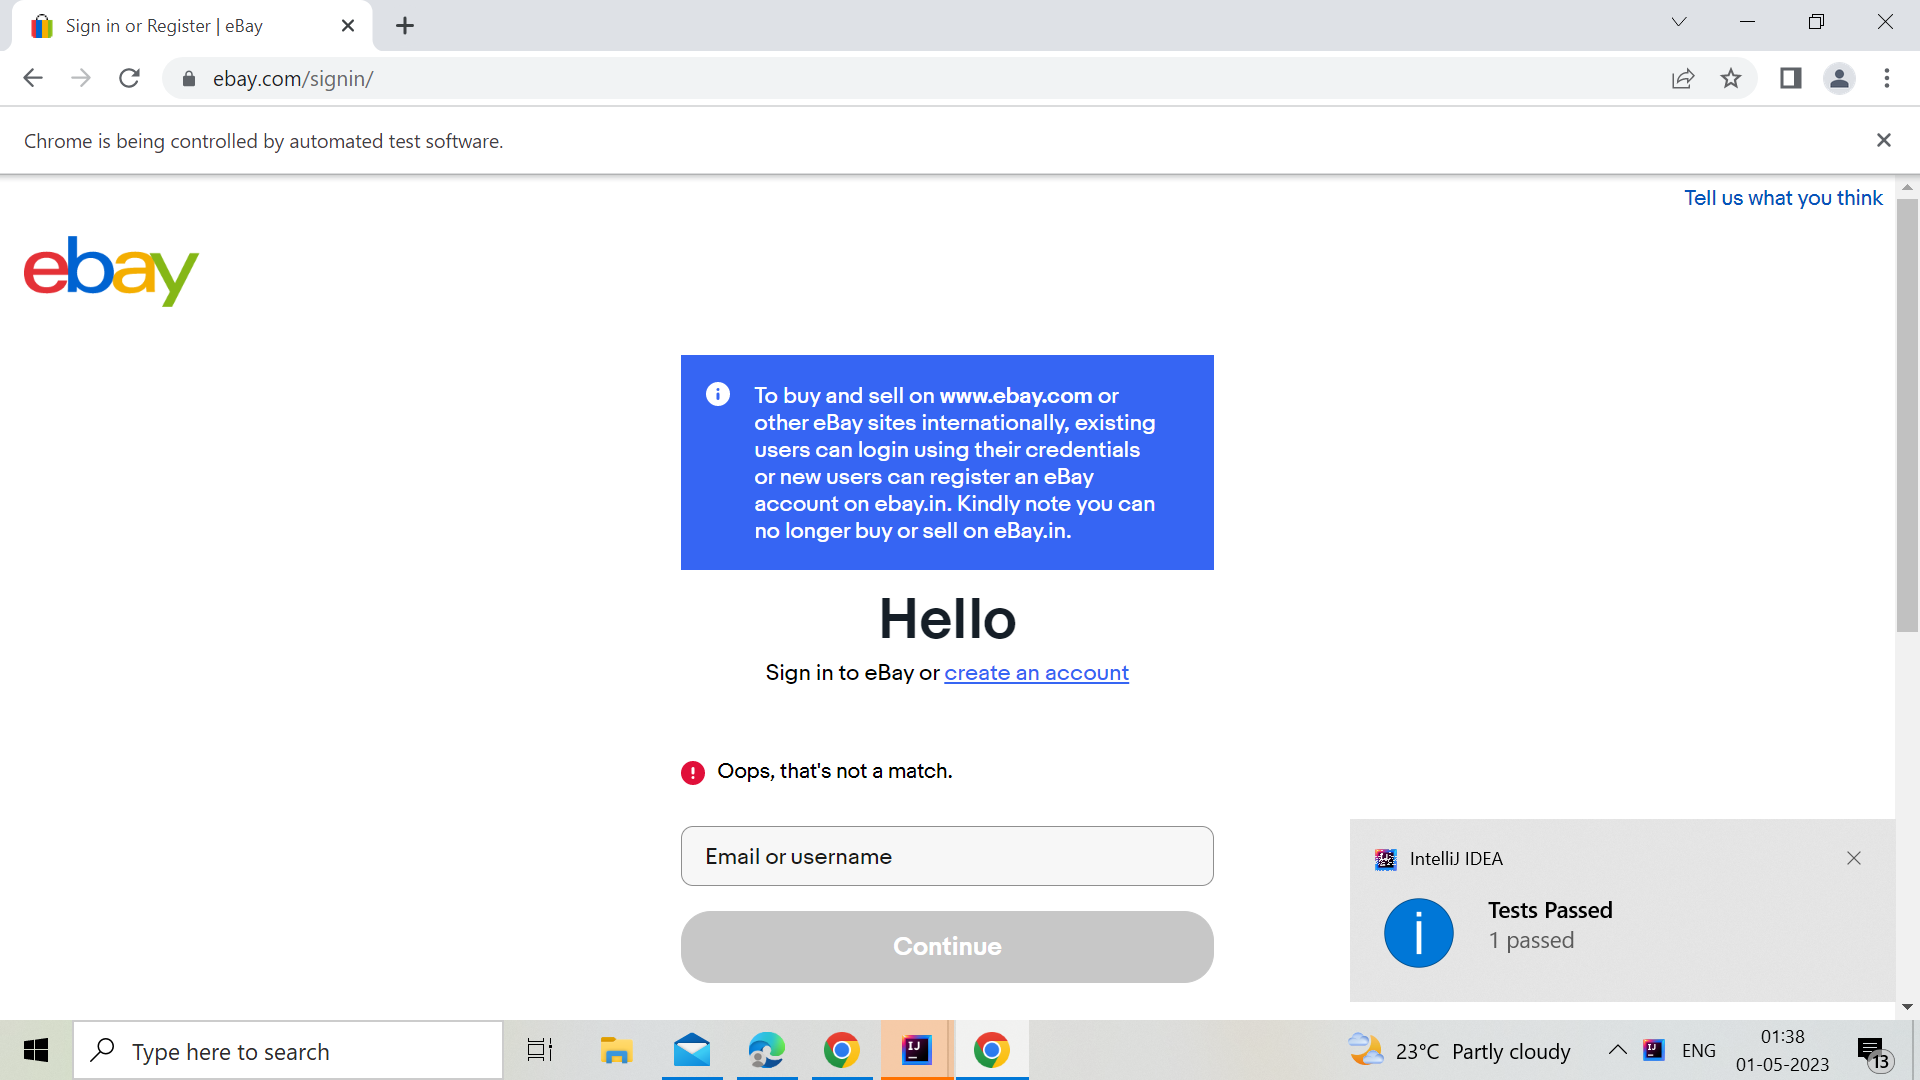 Sign in or Register | eBay
ebay.com/signin/
Chrome is being controlled by automated test software.
Tell us what you think
ebay
To buy and sell on www.ebay.com or
other eBay sites internationally, existing
users can login using their credentials
or new users can register an eBay
account on ebay.in. Kindly note you can
no longer buy or sell on eBay.in.
Hello
Sign in to eBay or create an account
Oops, that's not a match.
Email or username
Continue
IntelliJ IDEA
Tests Passed
1 passed
Type here to search
23°C Partly cloudy
ENG
01:38
01-05-2023
13